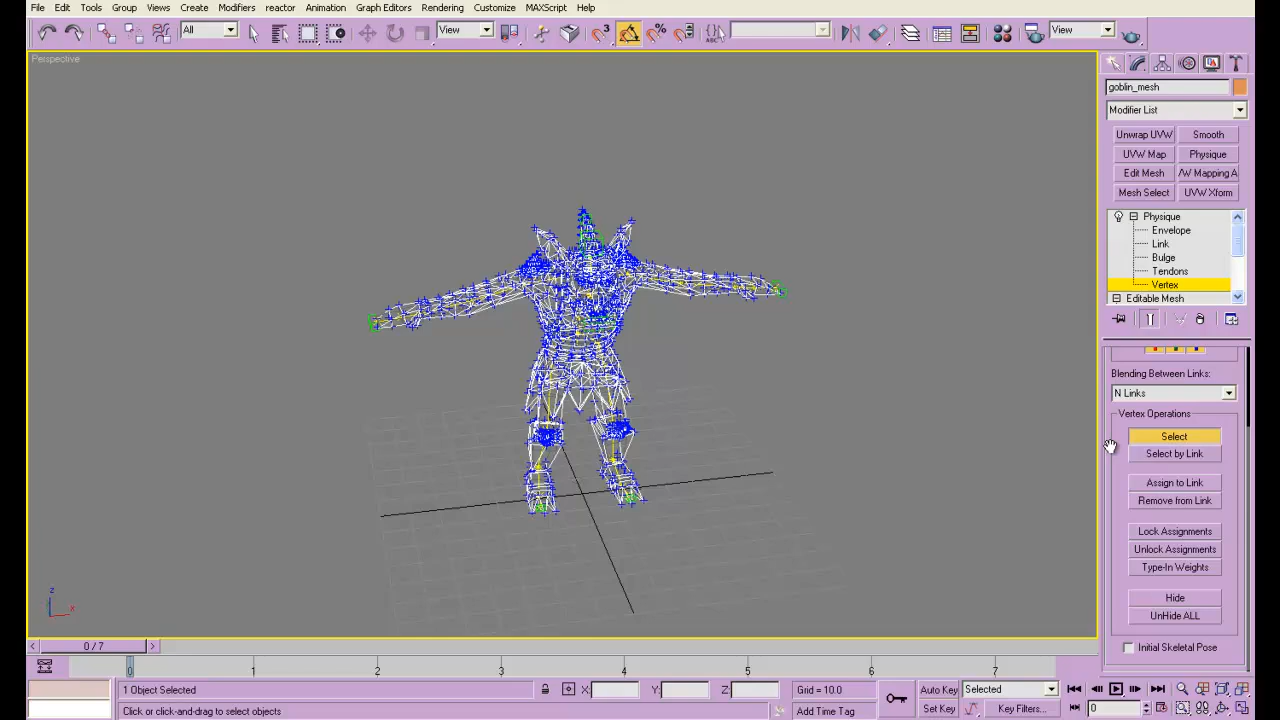 File Edit Tools Group Views Create Modifiers reactor Animation Graph Editors Rendering Customize MAXScript Help
All View View
Perspective
goblin_mesh
Modifier List
Unwrap UVW Smooth
UVW Map Physique
Edit Mesh /W Mapping A
Mesh Select UVW Xform
Physique
Envelope
Link
Bulge
Tendons
Vertex
Editable Mesh
Blending Between Links:
N Links
Vertex Operations
Select
Select by Link
Assign to Link
Remove from Link
Lock Assignments
Unlock Assignments
Type-In Weights
Hide
UnHide ALL
Initial Skeletal Pose
z
x
0 / 7
0 1 2 3 4 5 6 7
1 Object Selected X: Y: Z: Grid = 10.0 Auto Key Selected
Click or click-and-drag to select objects Add Time Tag Set Key Key Filters... 0